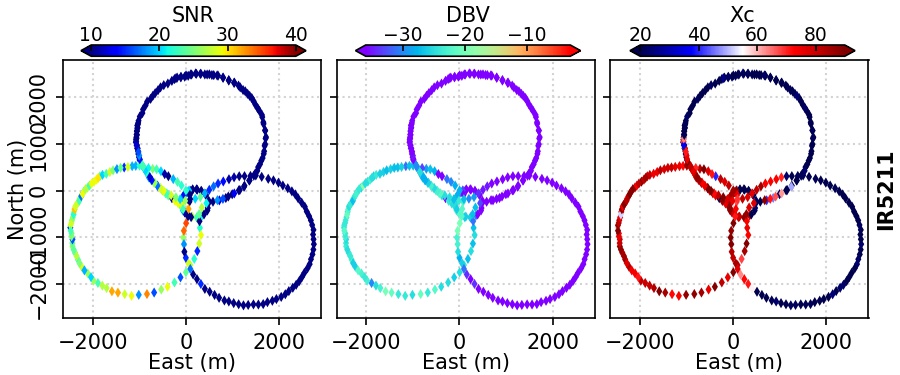 SNR
DBV
Xc
10 20 30 40
−30 −20 −10
20 40 60 80
2000
1000
0
−1000
−2000
North (m)
IR5211
−2000 0 2000
−2000 0 2000
−2000 0 2000
East (m)
East (m)
East (m)